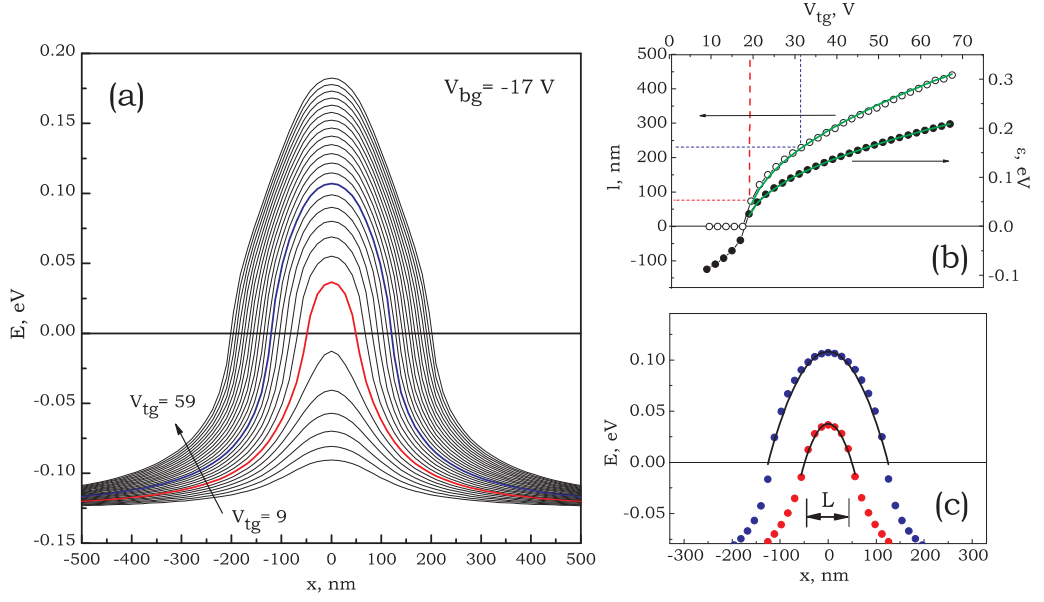 (a)
V_bg= -17 V
E, eV
0.20
0.15
0.10
0.05
0.00
-0.05
-0.10
-0.15
V_tg= 59
V_tg= 9
-500 -400 -300 -200 -100 0 100 200 300 400 500
x, nm
V_tg, V
0 10 20 30 40 50 60 70 80
l, nm
500
400
300
200
100
0
-100
0.3
0.2
0.1
0.0
-0.1
ε, eV
(b)
E, eV
0.10
0.05
0.00
-0.05
L
(c)
-300 -200 -100 0 100 200 300
x, nm